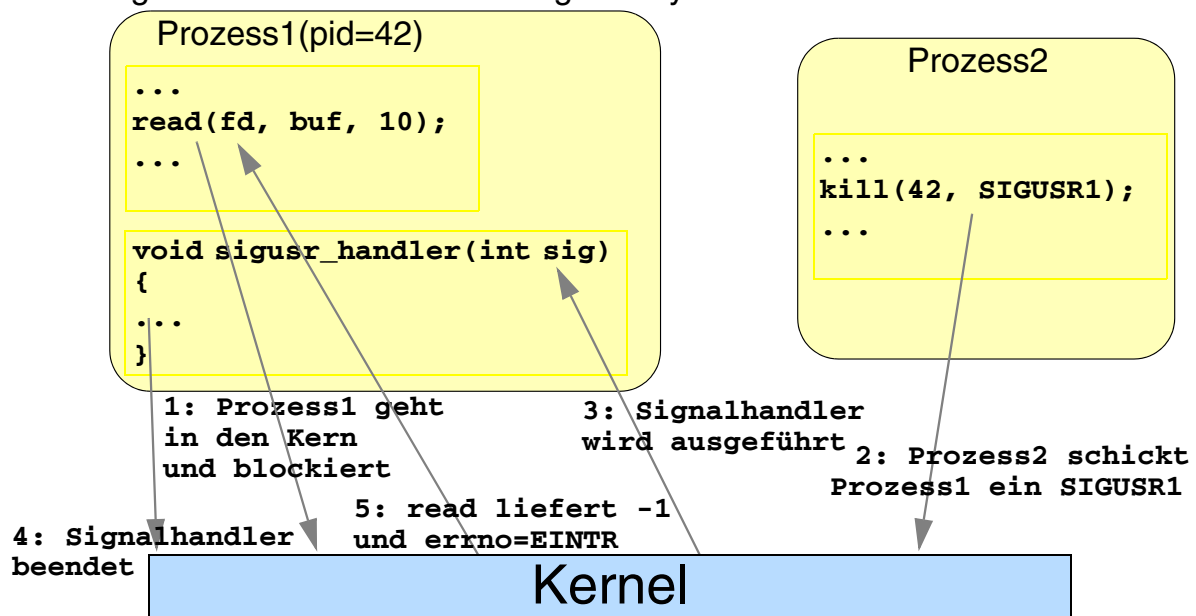 Prozess1(pid=42)
...
read(fd, buf, 10);
...
void sigusr_handler(int sig)
{
...
}
Prozess2
...
kill(42, SIGUSR1);
...
1: Prozess1 geht
in den Kern
und blockiert
3: Signalhandler
wird ausgeführt
2: Prozess2 schickt
Prozess1 ein SIGUSR1
5: read liefert -1
und errno=EINTR
4: Signalhandler
beendet
Kernel